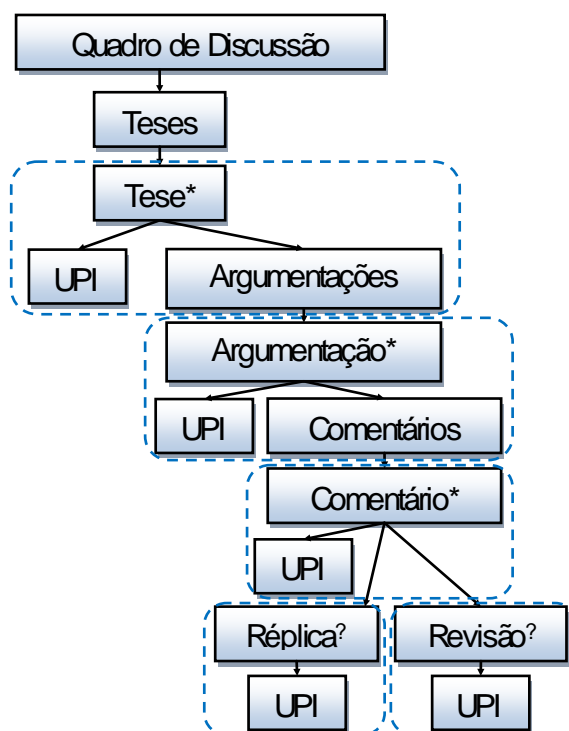 Quadro de Discussão
Teses
Tese*
UPI
Argumentações
Argumentação*
UPI
Comentários
Comentário*
UPI
Réplica?
Revisão?
UPI
UPI